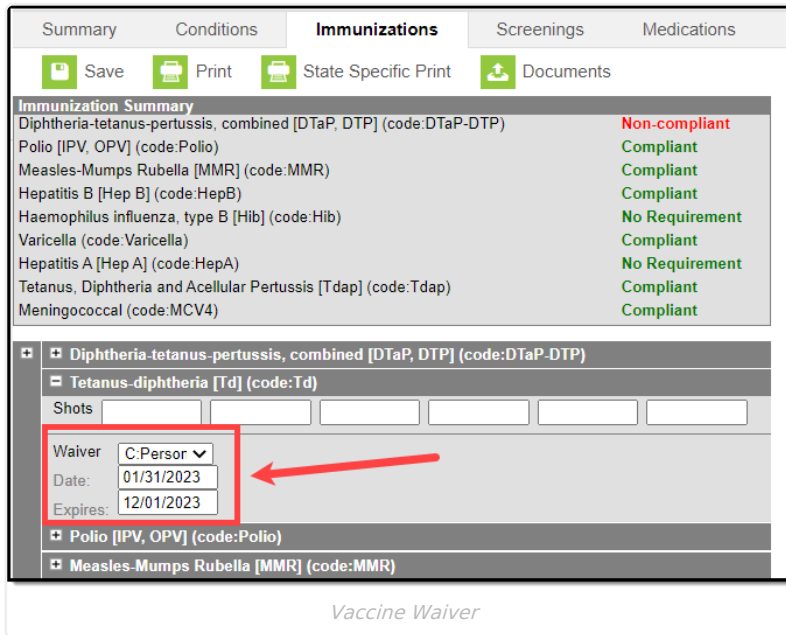 Summary Conditions Immunizations Screenings Medications
Save Print State Specific Print Documents
Immunization Summary
Diphtheria-tetanus-pertussis, combined [DTaP, DTP] (code:DTaP-DTP) Non-compliant
Polio [IPV, OPV] (code:Polio) Compliant
Measles-Mumps Rubella [MMR] (code:MMR) Compliant
Hepatitis B [Hep B] (code:HepB) Compliant
Haemophilus influenza, type B [Hib] (code:Hib) No Requirement
Varicella (code:Varicella) Compliant
Hepatitis A [Hep A] (code:HepA) No Requirement
Tetanus, Diphtheria and Acellular Pertussis [Tdap] (code:Tdap) Compliant
Meningococcal (code:MCV4) Compliant
Diphtheria-tetanus-pertussis, combined [DTaP, DTP] (code:DTaP-DTP)
Tetanus-diphtheria [Td] (code:Td)
Shots
Waiver C:Person
Date: 01/31/2023
Expires: 12/01/2023
Polio [IPV, OPV] (code:Polio)
Measles-Mumps Rubella [MMR] (code:MMR)
Vaccine Waiver